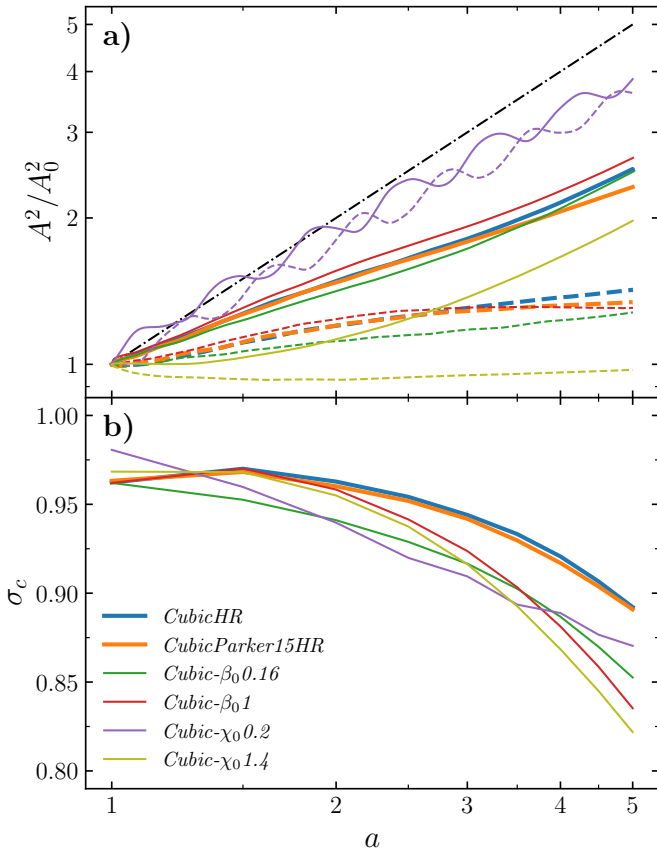 a)
5
4
3
2
1
A²/A₀²
b)
1.00
0.95
0.90
0.85
0.80
σ_c
CubicHR
CubicParker15HR
Cubic-β₀0.16
Cubic-β₀1
Cubic-χ₀0.2
Cubic-χ₀1.4
1 2 3 4 5
a